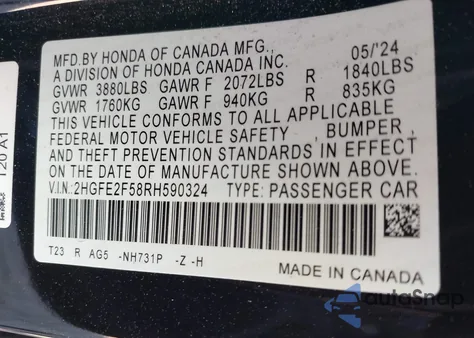 MFD.BY HONDA OF CANADA MFG., 05/'24
A DIVISION OF HONDA CANADA INC.
GVWR 3880LBS GAWR F 2072LBS R 1840LBS
GVWR 1760KG GAWR F 940KG R 835KG
THIS VEHICLE CONFORMS TO ALL APPLICABLE
FEDERAL MOTOR VEHICLE SAFETY , BUMPER ,
AND THEFT PREVENTION STANDARDS IN EFFECT
ON THE DATE OF MANUFACTURE SHOWN ABOVE.
V.I.N: 2HGFE2F58RH590324 TYPE: PASSENGER CAR
T23 R AG5 -NH731P -Z -H
MADE IN CANADA
T20 A1
autoSnap